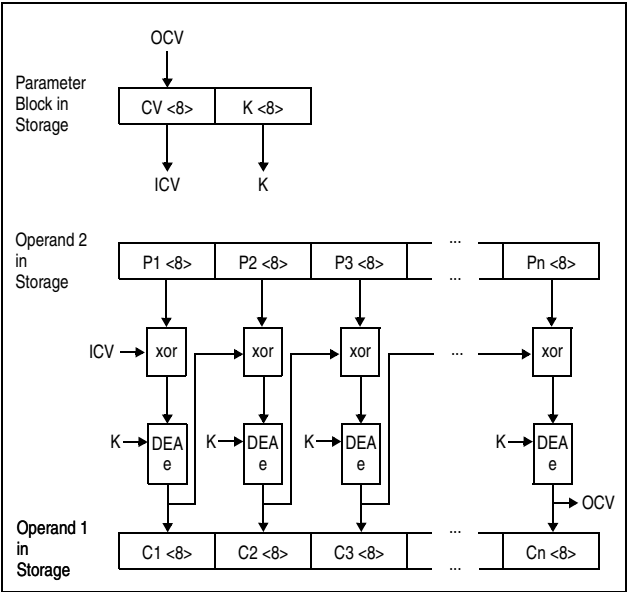 OCV
Parameter
Block in
Storage
CV <8> K <8>
ICV K
Operand 2
in
Storage
...
P1 <8> P2 <8> P3 <8> ... Pn <8>
ICV xor xor xor ... xor
K DEA e K DEA e K DEA e K DEA e
OCV
Operand 1
in
Storage
...
C1 <8> C2 <8> C3 <8> ... Cn <8>